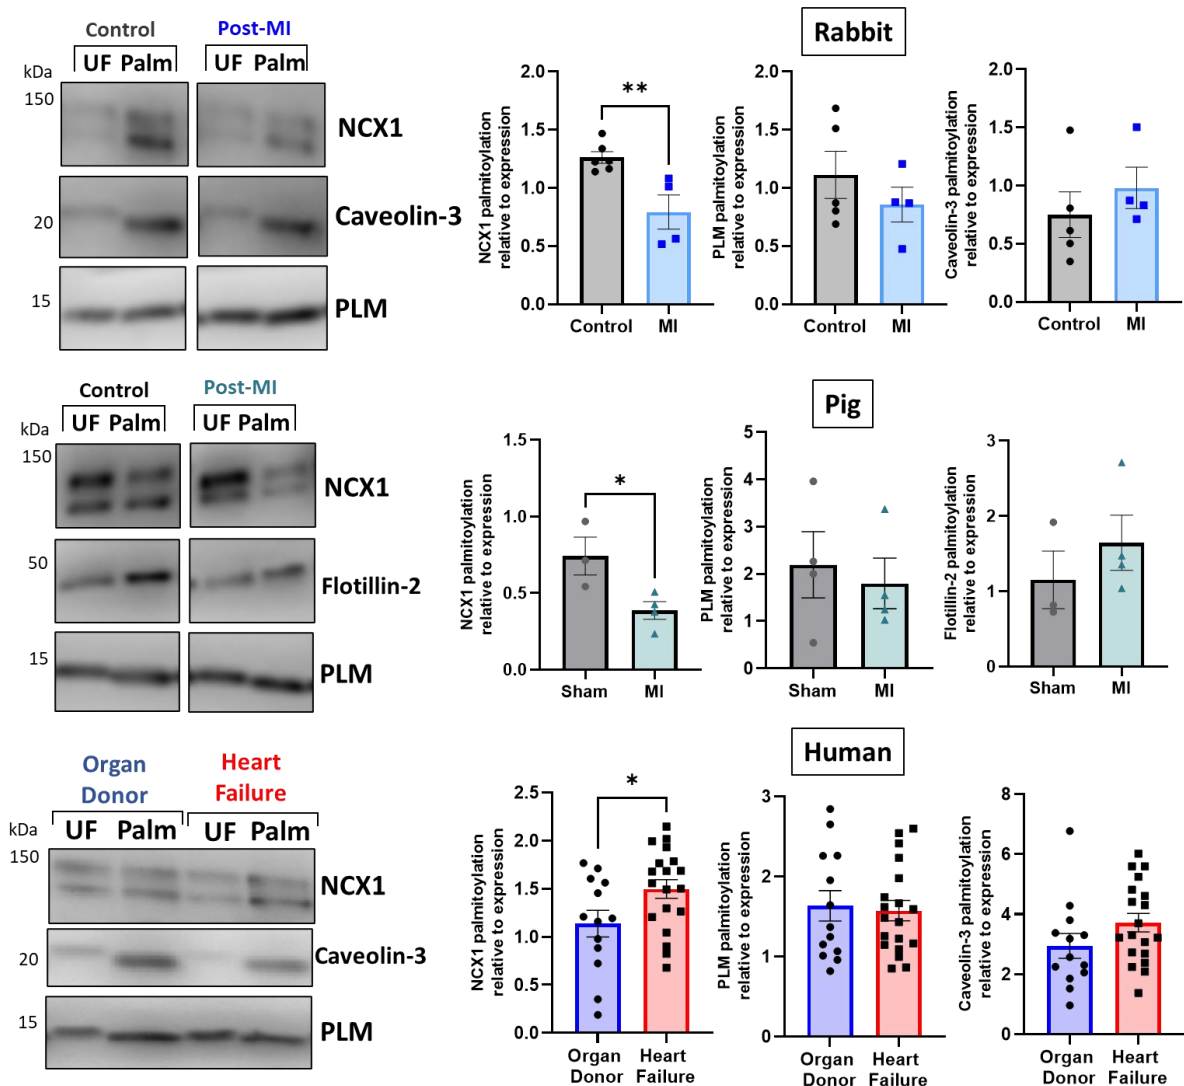 Control Post-MI
UF Palm UF Palm
kDa
150
NCX1
20
Caveolin-3
15
PLM
Rabbit
NCX1 palmitoylation
relative to expression
2.0
1.5
1.0
0.5
0.0
**
Control MI
PLM palmitoylation
relative to expression
2.0
1.5
1.0
0.5
0.0
Control MI
Caveolin-3 palmitoylation
relative to expression
2.0
1.5
1.0
0.5
0.0
Control MI
Control Post-MI
UF Palm UF Palm
kDa
150
NCX1
50
Flotillin-2
15
PLM
Pig
NCX1 palmitoylation
relative to expression
1.5
1.0
0.5
0.0
*
Sham MI
PLM palmitoylation
relative to expression
5
4
3
2
1
0
Sham MI
Flotillin-2 palmitoylation
relative to expression
3
2
1
0
Sham MI
Organ Heart
Donor Failure
UF Palm UF Palm
kDa
150
NCX1
20
Caveolin-3
15
PLM
Human
NCX1 palmitoylation
relative to expression
2.5
2.0
1.5
1.0
0.5
0.0
*
Organ Heart
Donor Failure
PLM palmitoylation
relative to expression
3
2
1
0
Organ Heart
Donor Failure
Caveolin-3 palmitoylation
relative to expression
8
6
4
2
0
Organ Heart
Donor Failure